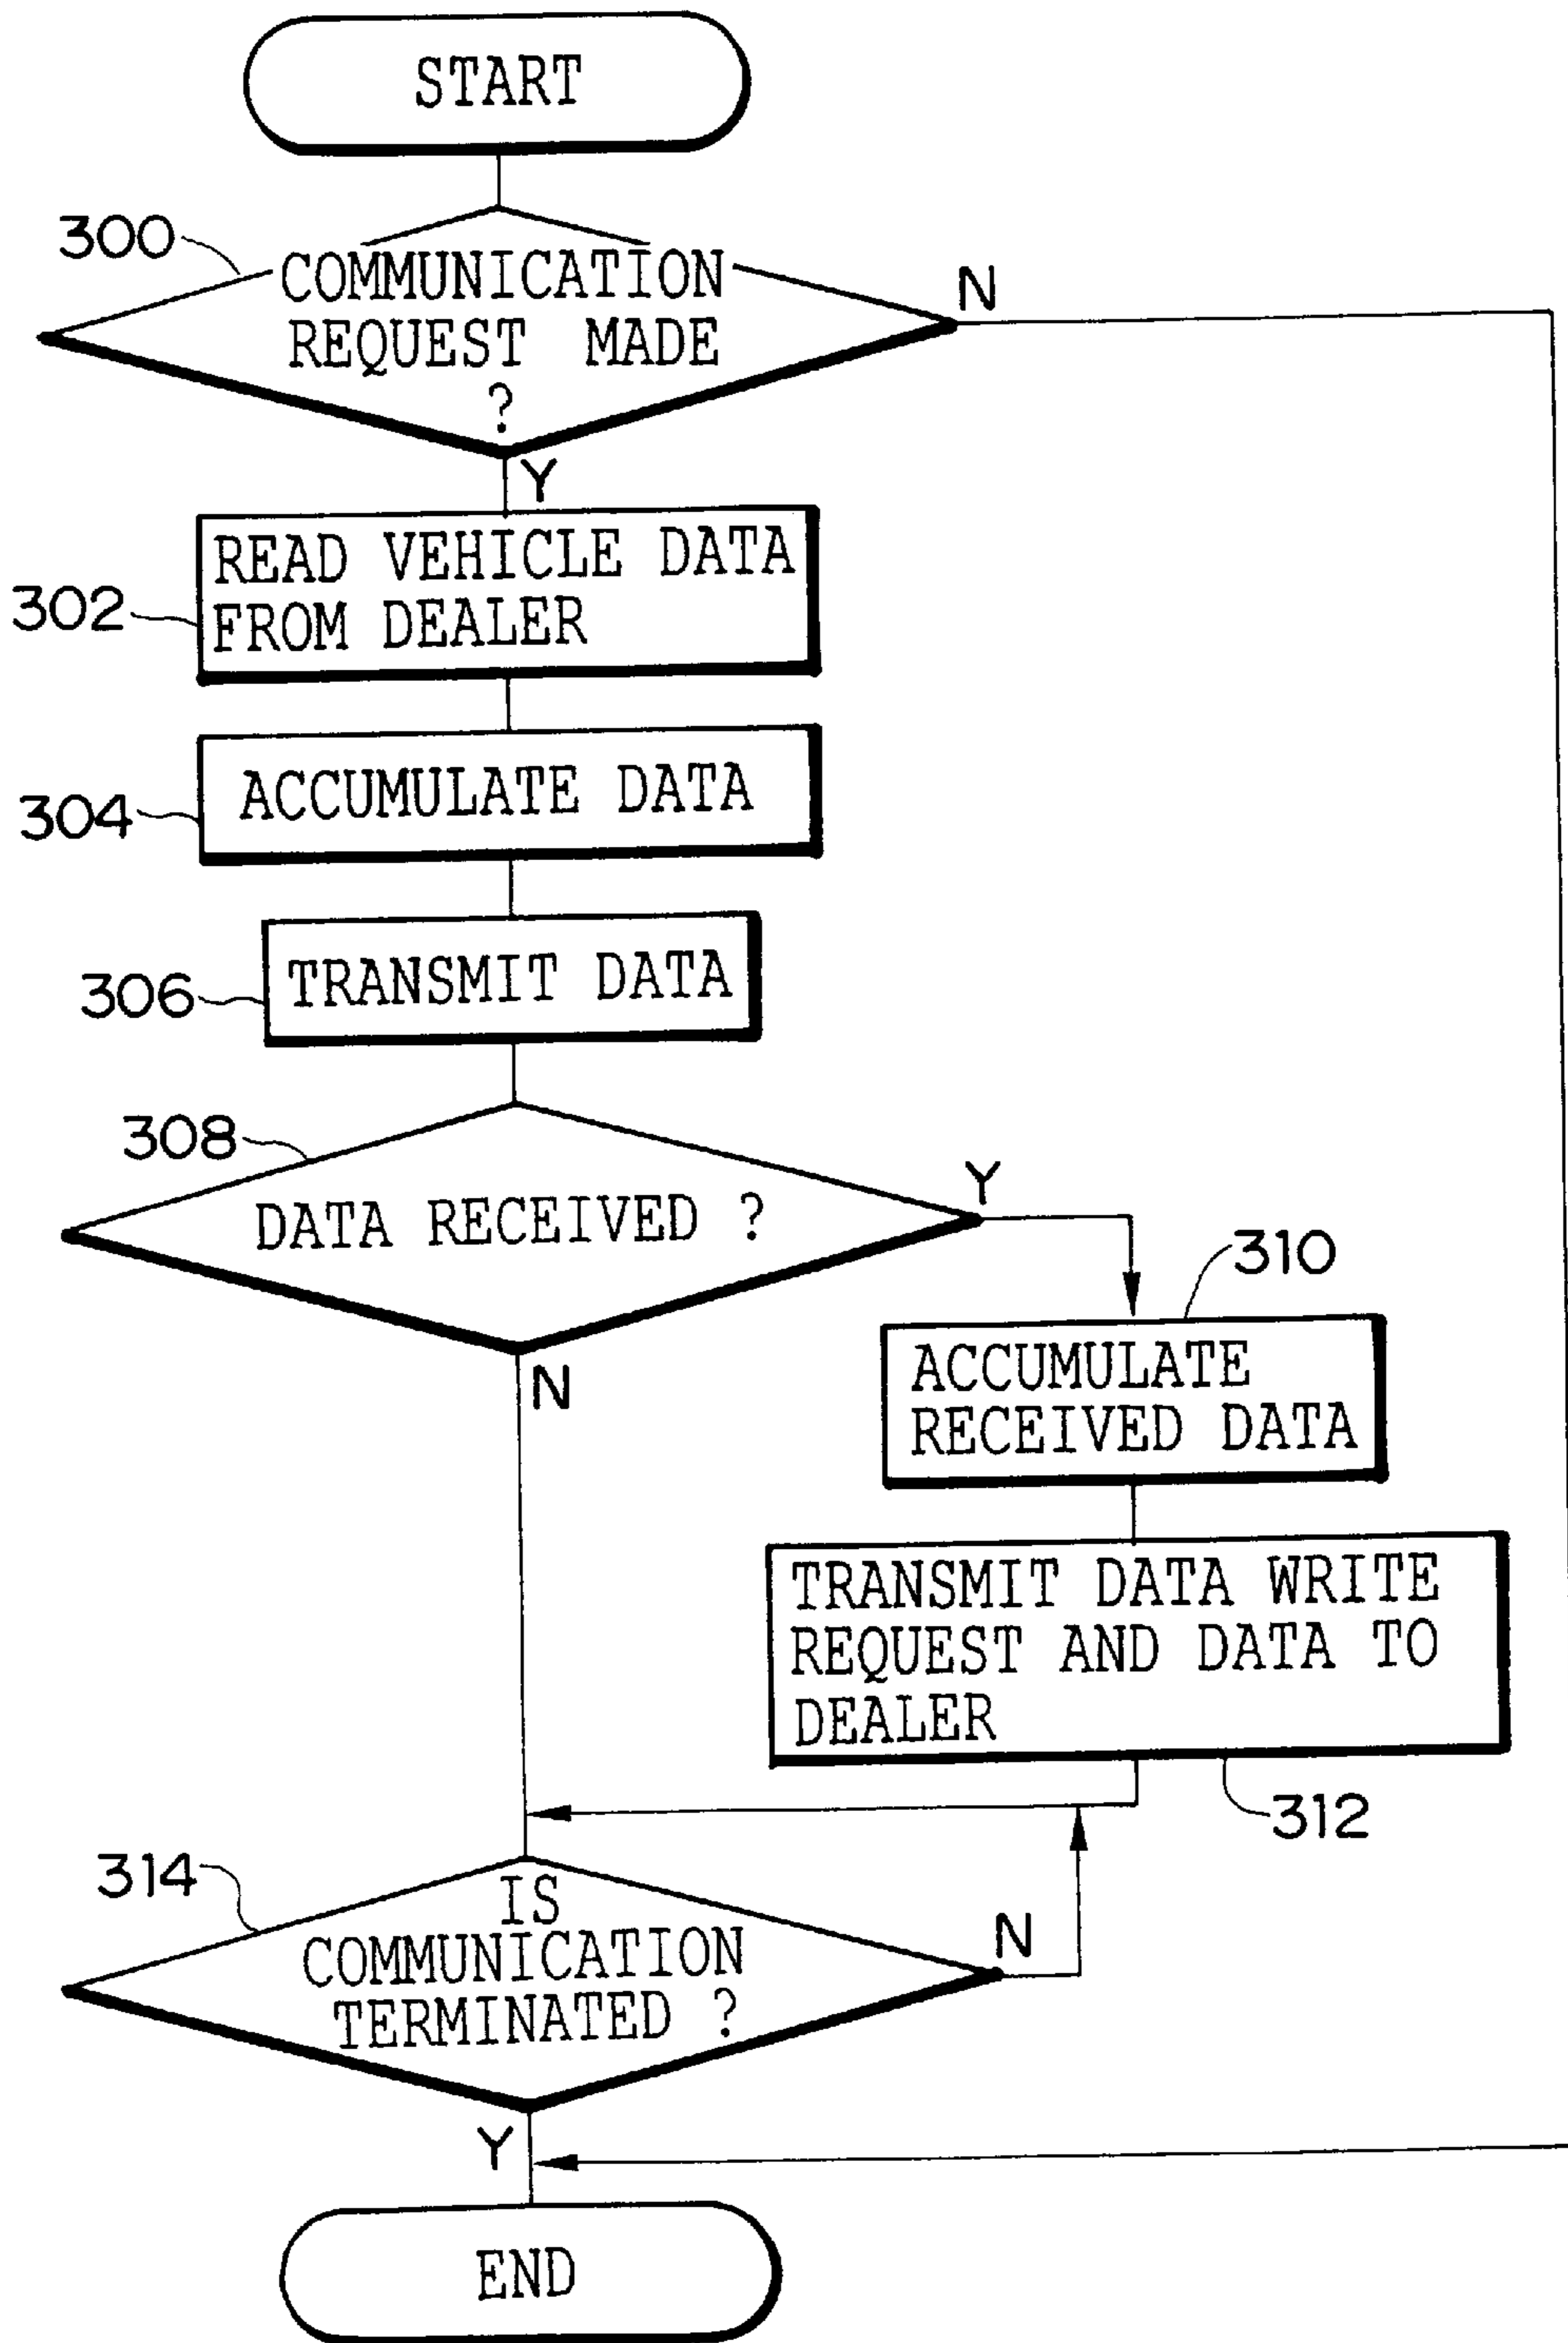 START
300
COMMUNICATION
REQUEST MADE
?
N
Y
302
READ VEHICLE DATA
FROM DEALER
304
ACCUMULATE DATA
306
TRANSMIT DATA
308
DATA RECEIVED ?
Y
N
310
ACCUMULATE
RECEIVED DATA
TRANSMIT DATA WRITE
REQUEST AND DATA TO
DEALER
312
314
IS
COMMUNICATION
TERMINATED ?
N
Y
END